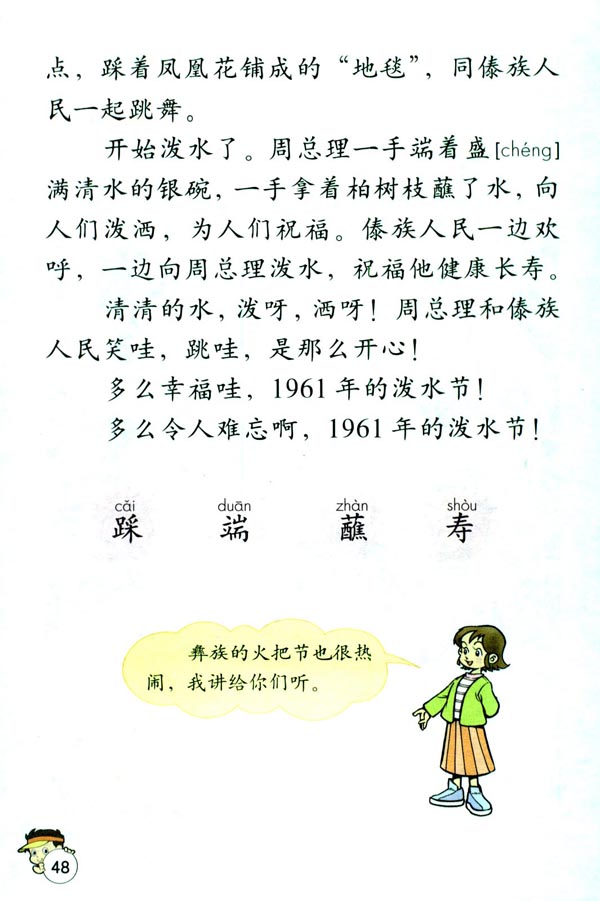 点，踩着凤凰花铺成的“地毯”，同傣族人
民一起跳舞。
开始泼水了。周总理一手端着盛[chéng]
满清水的银碗，一手拿着柏树枝蘸了水，向
人们泼洒，为人们祝福。傣族人民一边欢
呼，一边向周总理泼水，祝福他健康长寿。
清清的水，泼呀，洒呀！周总理和傣族
人民笑哇，跳哇，是那么开心！
多么幸福哇，1961年的泼水节！
多么令人难忘啊，1961年的泼水节！
cǎi duān zhàn shòu
踩 端 蘸 寿
彝族的火把节也很热
闹，我讲给你们听。
48